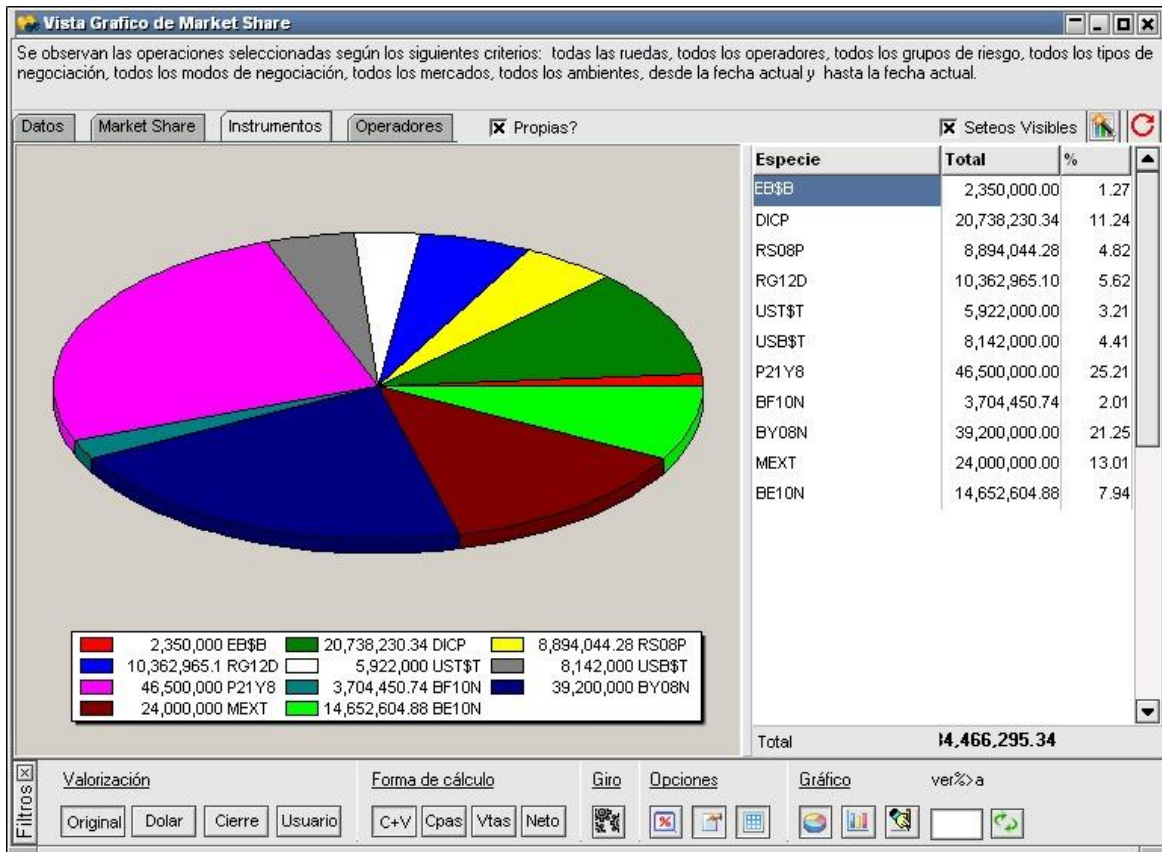 Vista Grafico de Market Share
Se observan las operaciones seleccionadas según los siguientes criterios: todas las ruedas, todos los operadores, todos los grupos de riesgo, todos los tipos de
negociación, todos los modos de negociación, todos los mercados, todos los ambientes, desde la fecha actual y hasta la fecha actual.
Datos Market Share Instrumentos Operadores Propias? Seteos Visibles
Especie Total %
EB$B 2,350,000.00 1.27
DICP 20,738,230.34 11.24
RS08P 8,894,044.28 4.82
RG12D 10,362,965.10 5.62
UST$T 5,922,000.00 3.21
USB$T 8,142,000.00 4.41
P21Y8 46,500,000.00 25.21
BF10N 3,704,450.74 2.01
BY08N 39,200,000.00 21.25
MEXT 24,000,000.00 13.01
BE10N 14,652,604.88 7.94
2,350,000 EB$B 20,738,230.34 DICP 8,894,044.28 RS08P
10,362,965.1 RG12D 5,922,000 UST$T 8,142,000 USB$T
46,500,000 P21Y8 3,704,450.74 BF10N 39,200,000 BY08N
24,000,000 MEXT 14,652,604.88 BE10N
Total 4,466,295.34
Filtros
Valorización Forma de cálculo Giro Opciones Gráfico ver%>a
Original Dolar Cierre Usuario C+V Cpas Vtas Neto